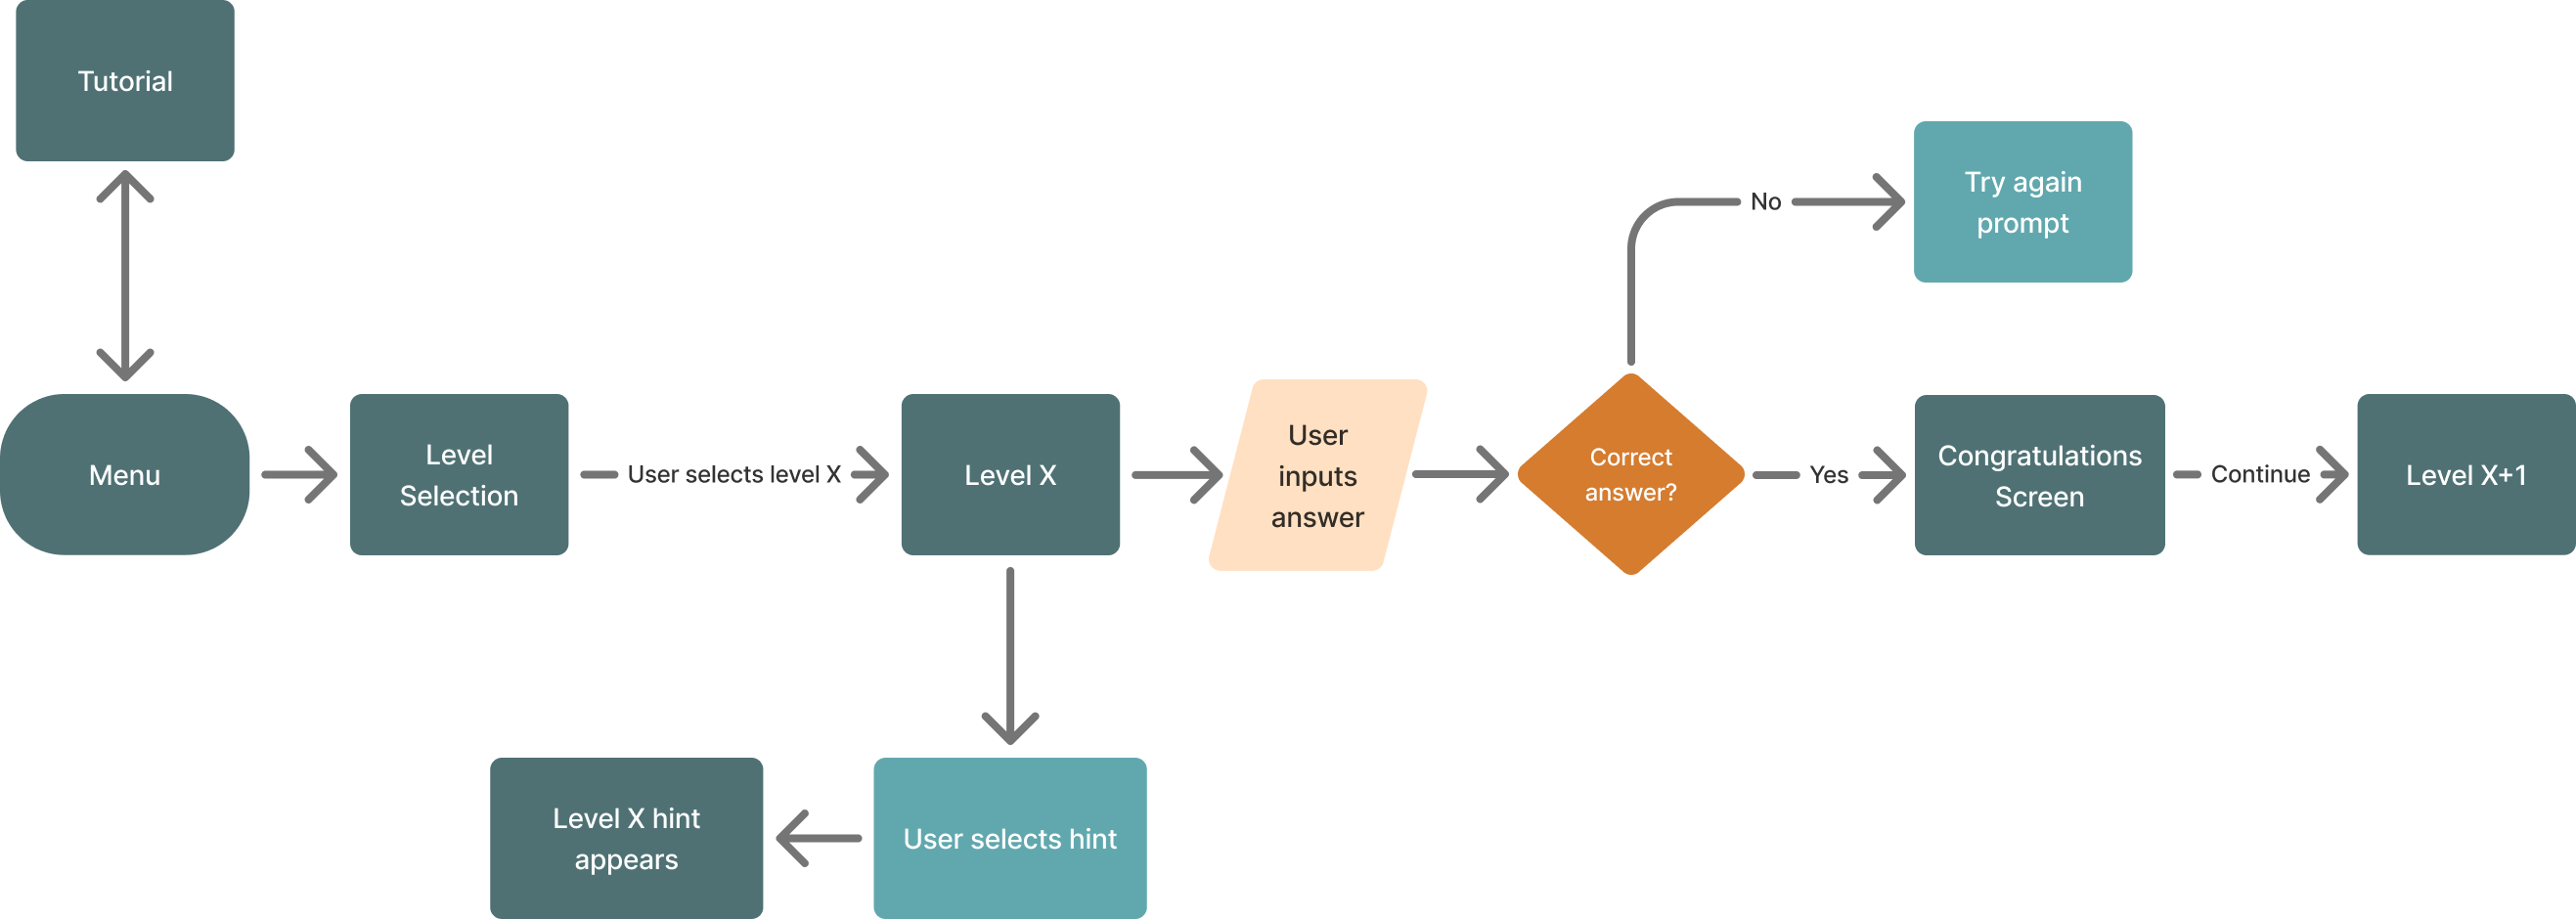 Tutorial
Try again
prompt
No
Menu
Level
Selection
User selects level X
Level X
User
inputs
answer
Correct
answer?
Yes
Congratulations
Screen
Continue
Level X+1
Level X hint
appears
User selects hint